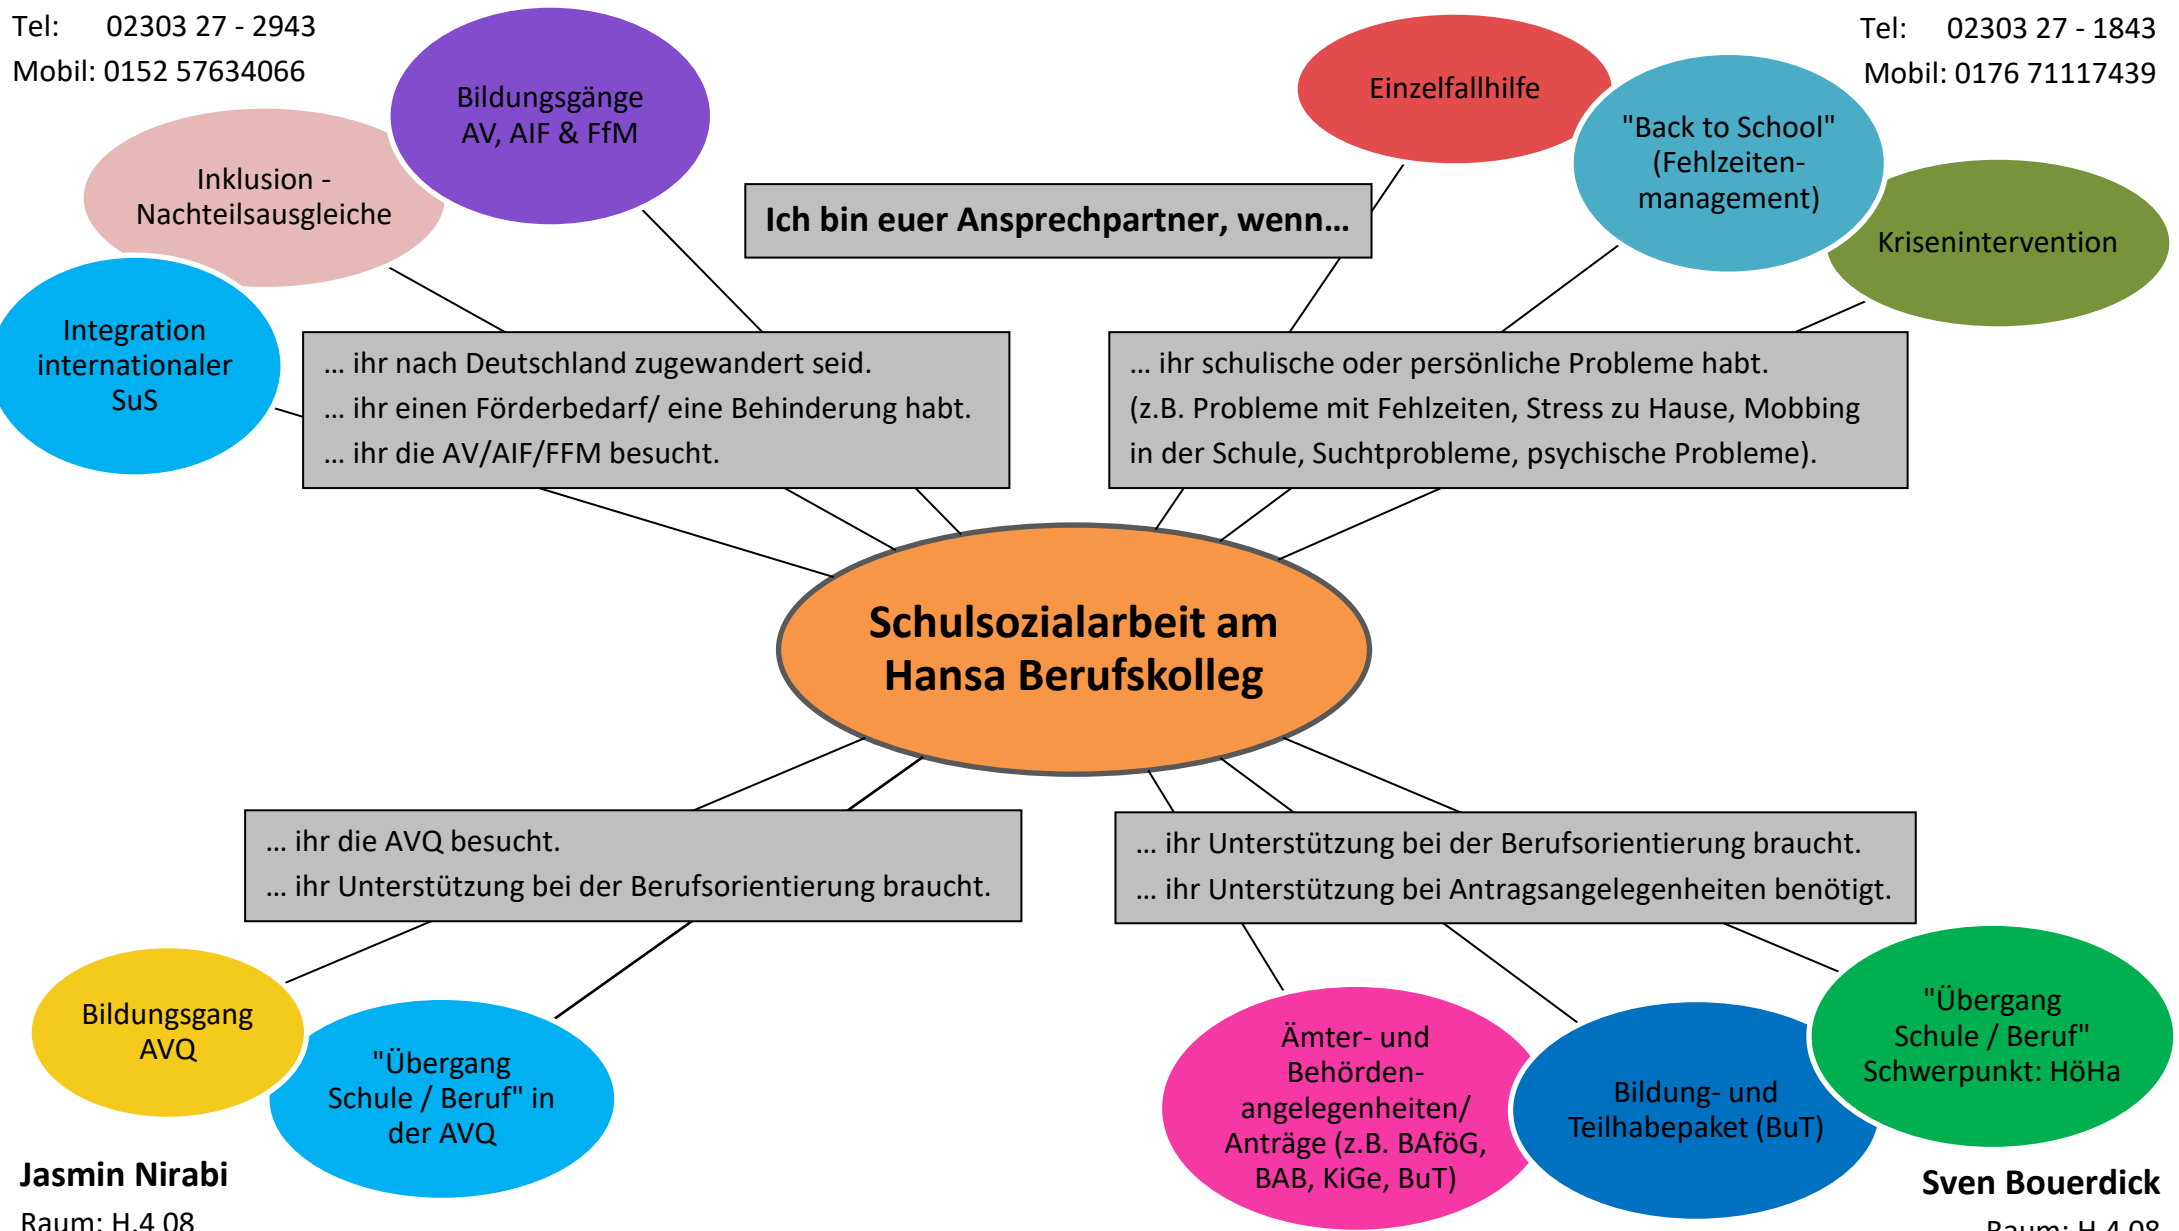 Tel: 02303 27 - 2943
Mobil: 0152 57634066
Tel: 02303 27 - 1843
Mobil: 0176 71117439
Bildungsgänge
AV, AIF & FfM
Inklusion -
Nachteilsausgleiche
Integration
internationaler
SuS
Einzelfallhilfe
"Back to School"
(Fehlzeiten-
management)
Krisenintervention
Ich bin euer Ansprechpartner, wenn…
… ihr nach Deutschland zugewandert seid.
… ihr einen Förderbedarf/ eine Behinderung habt.
… ihr die AV/AIF/FFM besucht.
… ihr schulische oder persönliche Probleme habt.
(z.B. Probleme mit Fehlzeiten, Stress zu Hause, Mobbing
in der Schule, Suchtprobleme, psychische Probleme).
Schulsozialarbeit am
Hansa Berufskolleg
… ihr die AVQ besucht.
… ihr Unterstützung bei der Berufsorientierung braucht.
… ihr Unterstützung bei der Berufsorientierung braucht.
… ihr Unterstützung bei Antragsangelegenheiten benötigt.
Bildungsgang
AVQ
"Übergang
Schule / Beruf" in
der AVQ
Ämter- und
Behörden-
angelegenheiten/
Anträge (z.B. BAföG,
BAB, KiGe, BuT)
Bildung- und
Teilhabepaket (BuT)
"Übergang
Schule / Beruf"
Schwerpunkt: HöHa
Jasmin Nirabi
Raum: H.4 08
Sven Bouerdick
Raum: H.4 08